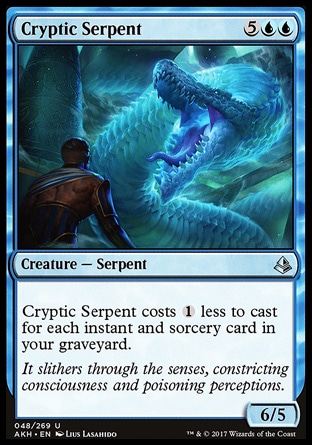 Cryptic Serpent 5
Creature — Serpent
Cryptic Serpent costs 1 less to cast
for each instant and sorcery card in
your graveyard.
It slithers through the senses, constricting
consciousness and poisoning perceptions.
6/5
048/269 U
AKH • EN Lius Lasahido
™ & © 2017 Wizards of the Coast